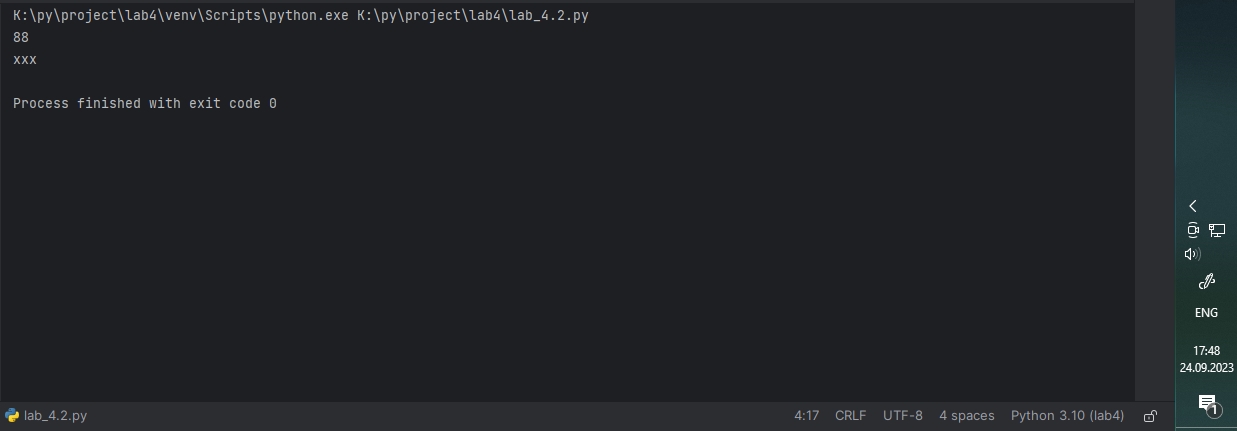 K:\py\project\lab4\venv\Scripts\python.exe K:\py\project\lab4\lab_4.2.py
88
xxx
Process finished with exit code 0
ENG
17:48
24.09.2023
1
lab_4.2.py 4:17 CRLF UTF-8 4 spaces Python 3.10 (lab4)